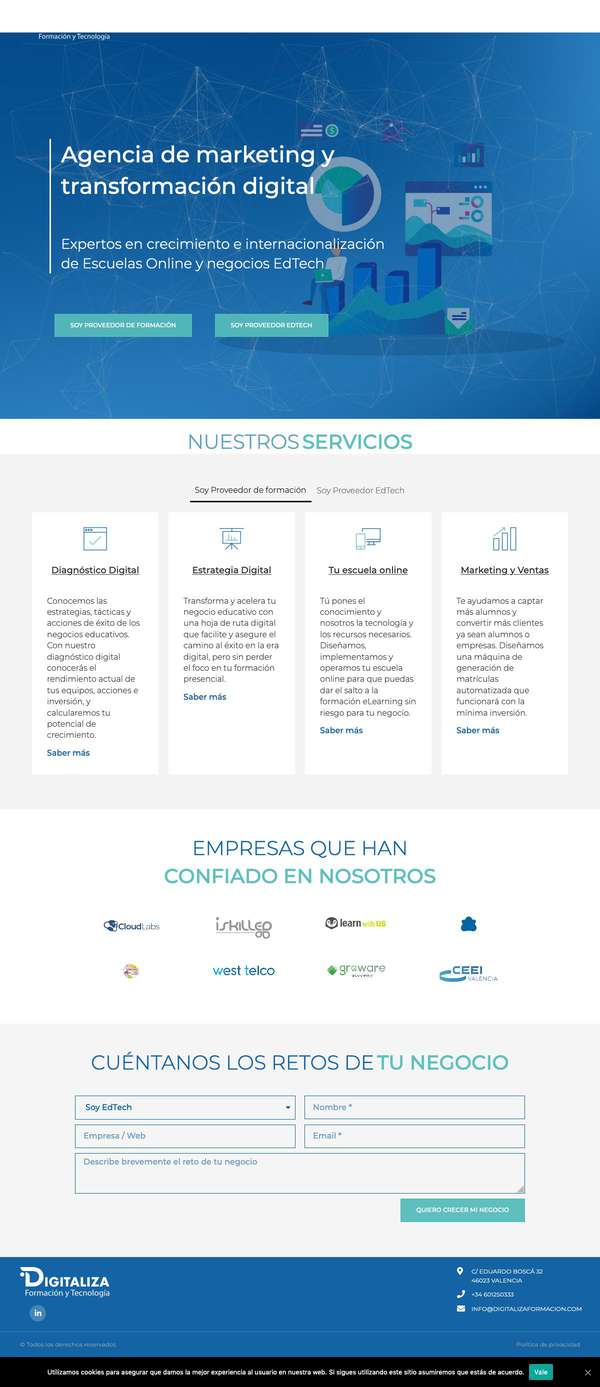 Formación y Tecnología
Agencia de marketing y
transformación digital
Expertos en crecimiento e internacionalización
de Escuelas Online y negocios EdTech
SOY PROVEEDOR DE FORMACIÓN
SOY PROVEEDOR EDTECH
NUESTROS SERVICIOS
Soy Proveedor de formación
Soy Proveedor EdTech
Diagnóstico Digital
Conocemos las
estrategias, tácticas y
acciones de éxito de los
negocios educativos.
Con nuestro
diagnóstico digital
conocerás el
rendimiento actual de
tus equipos, acciones e
inversión, y
calcularemos tu
potencial de
crecimiento.
Saber más
Estrategia Digital
Transforma y acelera tu
negocio educativo con
una hoja de ruta digital
que facilite y asegure el
camino al éxito en la era
digital, pero sin perder
el foco en tu formación
presencial.
Saber más
Tu escuela online
Tú pones el
conocimiento y
nosotros la tecnología y
los recursos necesarios.
Diseñamos,
implementamos y
operamos tu escuela
online para que puedas
dar el salto a la
formación eLearning sin
riesgo para tu negocio.
Saber más
Marketing y Ventas
Te ayudamos a captar
más alumnos y
convertir más clientes
ya sean alumnos o
empresas. Diseñamos
una máquina de
generación de
matrículas
automatizada que
funcionará con la
mínima inversión.
Saber más
EMPRESAS QUE HAN
CONFIADO EN NOSOTROS
CloudLabs
iskilled
learn with us
west telco
groware
CEEI
VALENCIA
CUÉNTANOS LOS RETOS DE TU NEGOCIO
Soy EdTech
Nombre *
Empresa / Web
Email *
Describe brevemente el reto de tu negocio
QUIERO CRECER MI NEGOCIO
DIGITALIZA
Formación y Tecnología
in
C/ EDUARDO BOSCÁ 32
46023 VALENCIA
+34 601250333
INFO@DIGITALIZAFORMACION.COM
© Todos los derechos reservados
Política de privacidad
Utilizamos cookies para asegurar que damos la mejor experiencia al usuario en nuestra web. Si sigues utilizando este sitio asumiremos que estás de acuerdo.
Vale